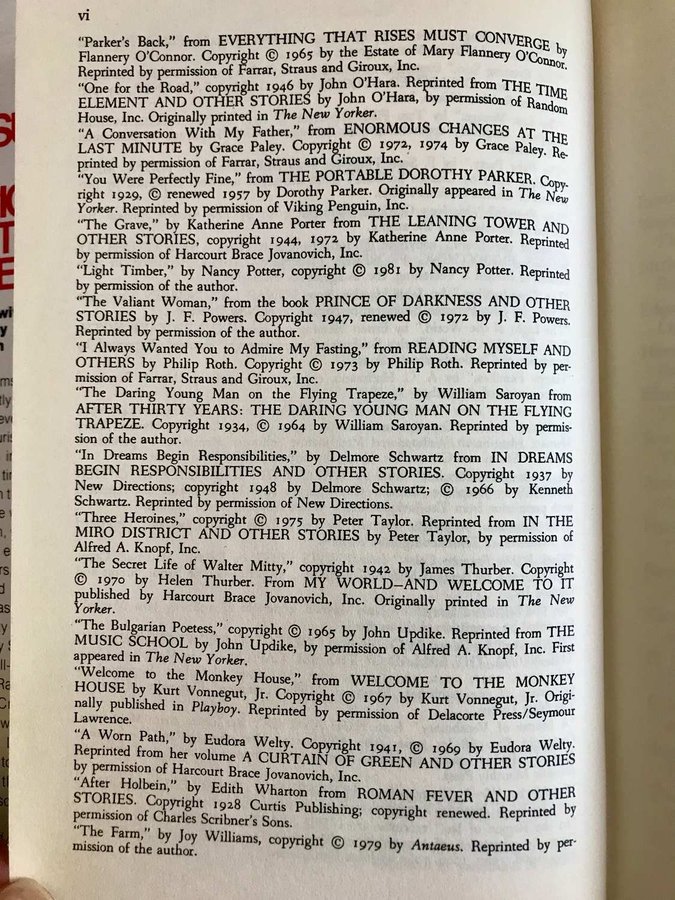 vi
"Parker's Back," from EVERYTHING THAT RISES MUST CONVERGE by
Flannery O'Connor. Copyright © 1965 by the Estate of Mary Flannery O'Connor.
Reprinted by permission of Farrar, Straus and Giroux, Inc.
"One for the Road," copyright 1946 by John O'Hara. Reprinted from THE TIME
ELEMENT AND OTHER STORIES by John O'Hara, by permission of Random
House, Inc. Originally printed in The New Yorker.
"A Conversation With My Father," from ENORMOUS CHANGES AT THE
LAST MINUTE by Grace Paley. Copyright © 1972, 1974 by Grace Paley. Re-
printed by permission of Farrar, Straus and Giroux, Inc.
"You Were Perfectly Fine," from THE PORTABLE DOROTHY PARKER. Copy-
right 1929, © renewed 1957 by Dorothy Parker. Originally appeared in The New
Yorker. Reprinted by permission of Viking Penguin, Inc.
"The Grave," by Katherine Anne Porter from THE LEANING TOWER AND
OTHER STORIES, copyright 1944, 1972 by Katherine Anne Porter. Reprinted
by permission of Harcourt Brace Jovanovich, Inc.
"Light Timber," by Nancy Potter, copyright © 1981 by Nancy Potter. Reprinted
by permission of the author.
"The Valiant Woman," from the book PRINCE OF DARKNESS AND OTHER
STORIES by J. F. Powers. Copyright 1947, renewed © 1972 by J. F. Powers.
Reprinted by permission of the author.
"I Always Wanted You to Admire My Fasting," from READING MYSELF AND
OTHERS by Philip Roth. Copyright © 1973 by Philip Roth. Reprinted by per-
mission of Farrar, Straus and Giroux, Inc.
"The Daring Young Man on the Flying Trapeze," by William Saroyan from
AFTER THIRTY YEARS: THE DARING YOUNG MAN ON THE FLYING
TRAPEZE. Copyright 1934, © 1964 by William Saroyan. Reprinted by permis-
sion of the author.
"In Dreams Begin Responsibilities," by Delmore Schwartz from IN DREAMS
BEGIN RESPONSIBILITIES AND OTHER STORIES. Copyright 1937 by
New Directions; copyright 1948 by Delmore Schwartz; © 1966 by Kenneth
Schwartz. Reprinted by permission of New Directions.
"Three Heroines," copyright © 1975 by Peter Taylor. Reprinted from IN THE
MIRO DISTRICT AND OTHER STORIES by Peter Taylor, by permission of
Alfred A. Knopf, Inc.
"The Secret Life of Walter Mitty," copyright 1942 by James Thurber. Copyright
© 1970 by Helen Thurber. From MY WORLD—AND WELCOME TO IT
published by Harcourt Brace Jovanovich, Inc. Originally printed in The New
Yorker.
"The Bulgarian Poetess," copyright © 1965 by John Updike. Reprinted from THE
MUSIC SCHOOL by John Updike, by permission of Alfred A. Knopf, Inc. First
appeared in The New Yorker.
"Welcome to the Monkey House," from WELCOME TO THE MONKEY
HOUSE by Kurt Vonnegut, Jr. Copyright © 1967 by Kurt Vonnegut, Jr. Origi-
nally published in Playboy. Reprinted by permission of Delacorte Press/Seymour
Lawrence.
"A Worn Path," by Eudora Welty. Copyright 1941, © 1969 by Eudora Welty.
Reprinted from her volume A CURTAIN OF GREEN AND OTHER STORIES
by permission of Harcourt Brace Jovanovich, Inc.
"After Holbein," by Edith Wharton from ROMAN FEVER AND OTHER
STORIES. Copyright 1928 Curtis Publishing; copyright renewed. Reprinted by
permission of Charles Scribner's Sons.
"The Farm," by Joy Williams, copyright © 1979 by Antaeus. Reprinted by per-
mission of the author.